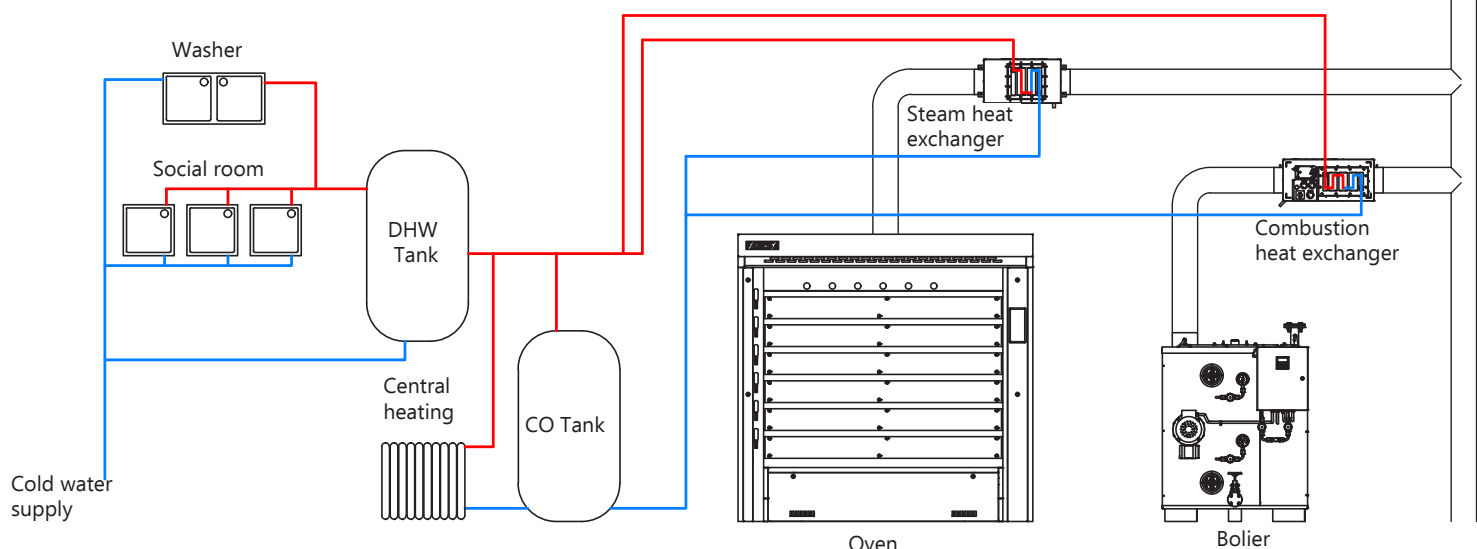 Washer
Steam heat
exchanger
Social room
DHW
Tank
Combustion
heat exchanger
Central
heating
CO Tank
Cold water
supply
Oven
Bolier